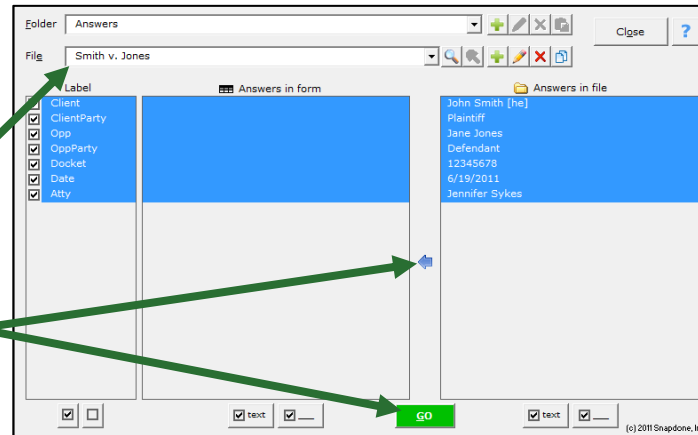 Folder Answers Close ?
File Smith v. Jones
Label Answers in form Answers in file
Client John Smith [he]
ClientParty Plaintiff
Opp Jane Jones
OppParty Defendant
Docket 12345678
Date 6/19/2011
Atty Jennifer Sykes
text GO text
(c) 2011 Snapdone, In